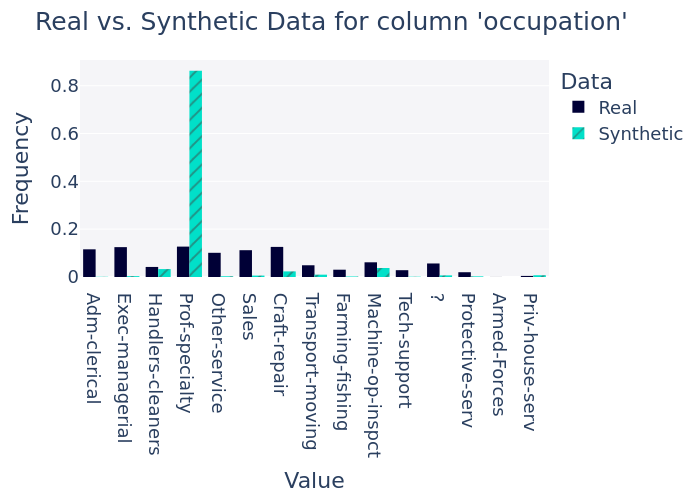 Real vs. Synthetic Data for column 'occupation'
Data
Real
Synthetic
Frequency
0.8
0.6
0.4
0.2
0
Adm-clerical
Exec-managerial
Handlers-cleaners
Prof-specialty
Other-service
Sales
Craft-repair
Transport-moving
Farming-fishing
Machine-op-inspct
Tech-support
?
Protective-serv
Armed-Forces
Priv-house-serv
Value